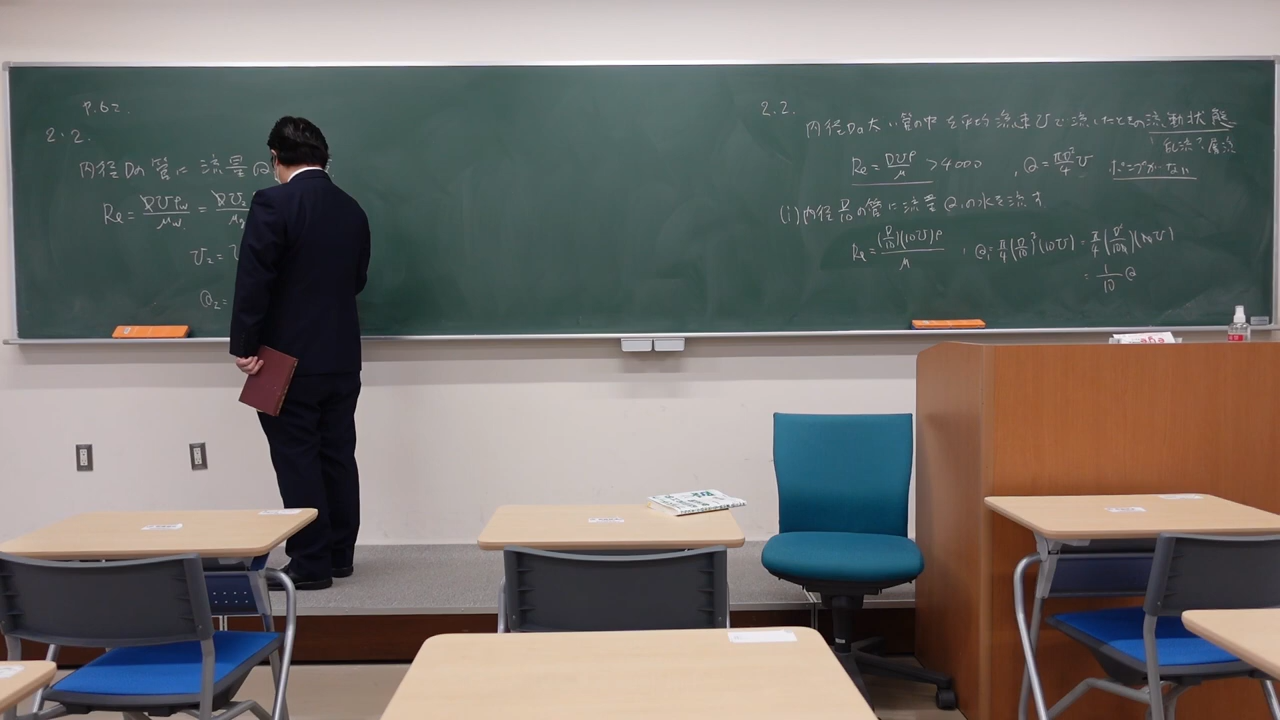 P.62.
2.2.
内径Dの管に流量Q
Re = DUρw/μw = DU2/μ2
U2 =
Q2 =
2.2.
内径Dの大い管の中を平均流速Uで流したときの流動状態
乱流?層流
Re = DUρ/μ >4000 , Q = πD²/4 U ポンプがない
(i)内径D/10の管に流量Q1の水を流す
Re = (D/10)(10U)ρ/μ , Q1 = π/4 (D/10)² (10U) = π/4 (D²/100)(10U)
= 1/10 Q